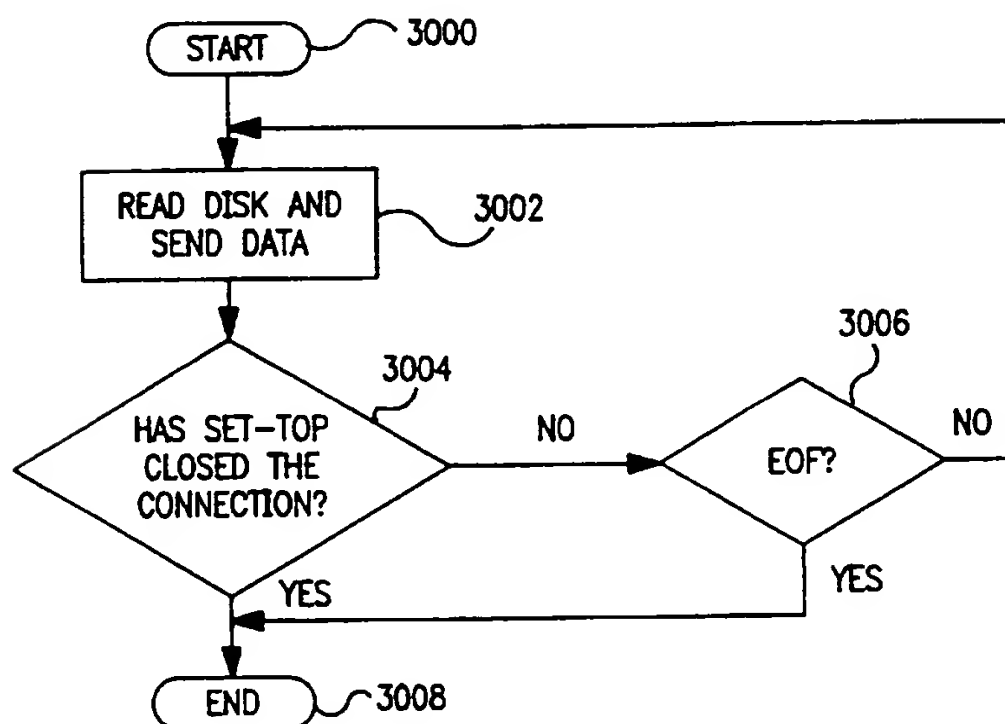 START
3000
READ DISK AND
SEND DATA
3002
HAS SET-TOP
CLOSED THE
CONNECTION?
3004
NO
EOF?
3006
NO
YES
YES
END
3008